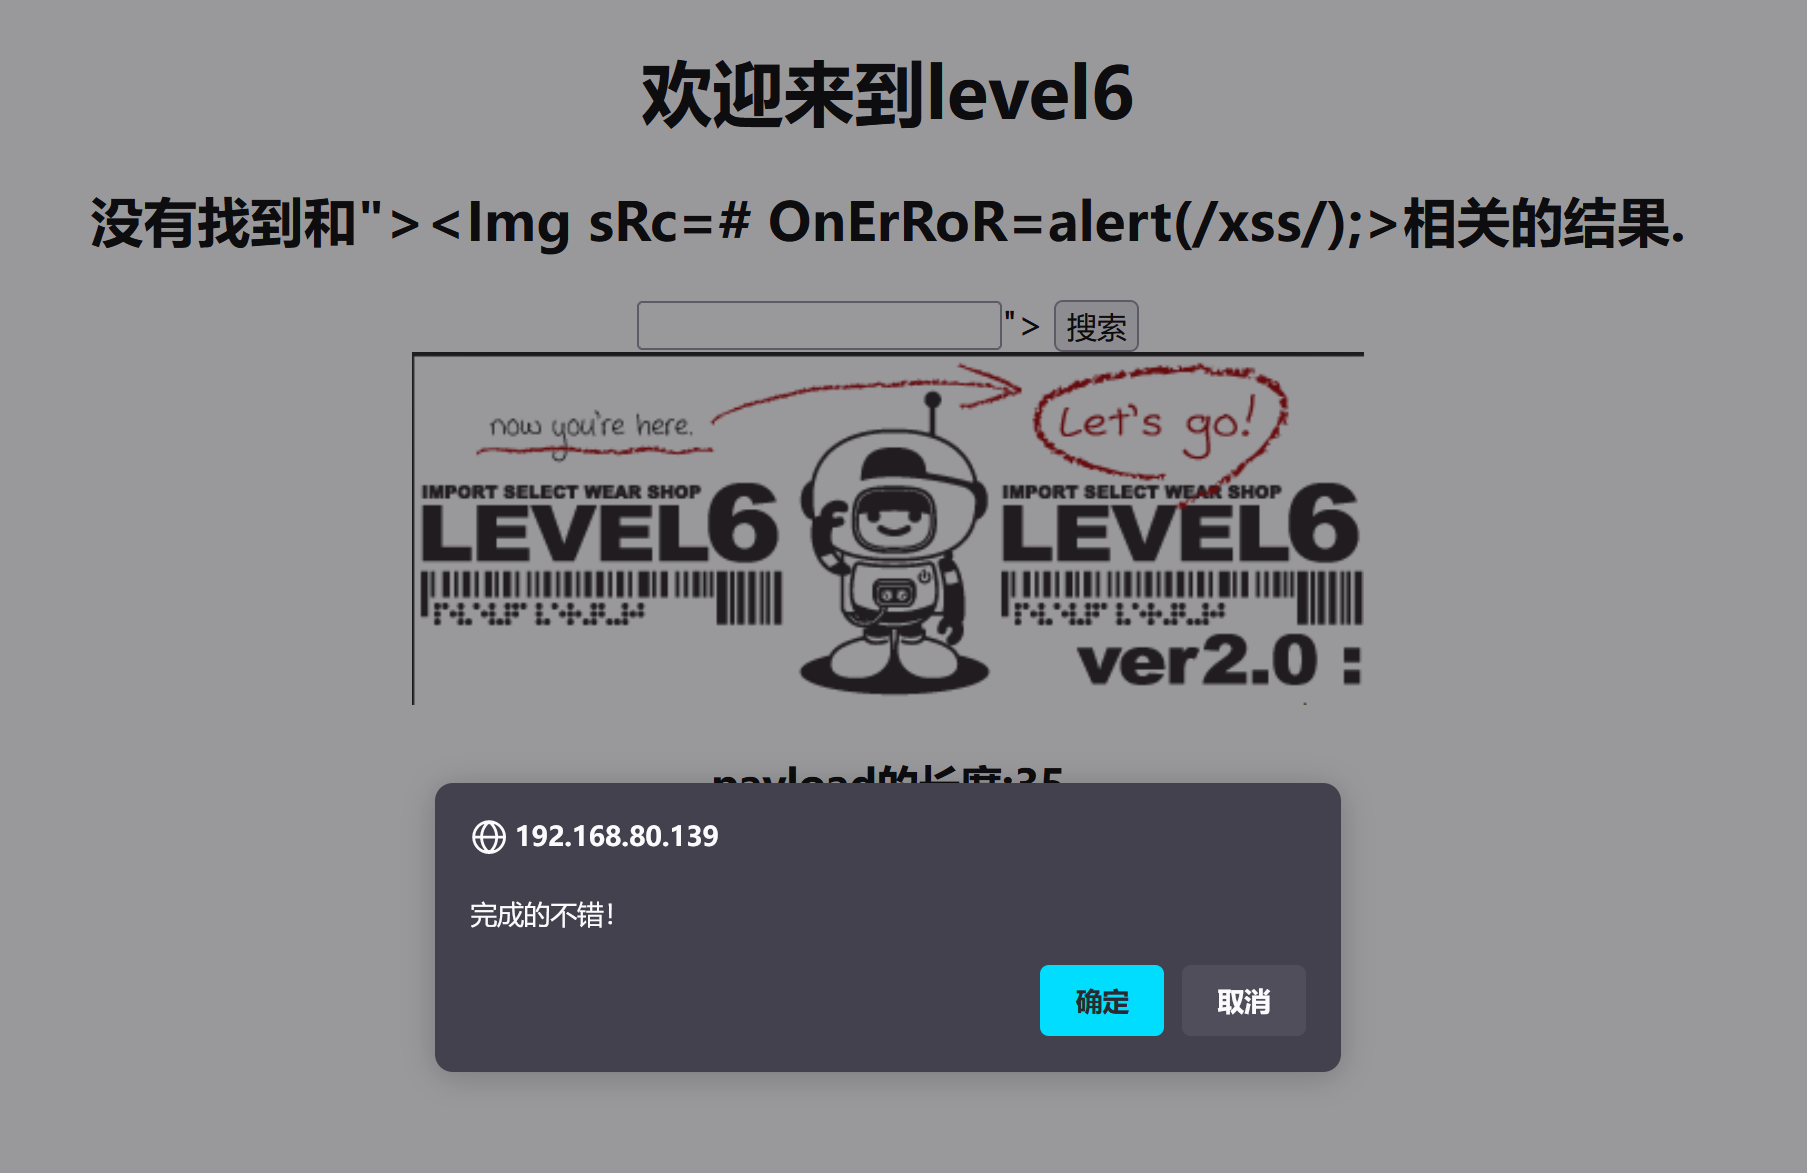 欢迎来到level6
没有找到和"><Img sRc=# OnErRoR=alert(/xss/);>相关的结果.
"> 搜索
now you're here.
Let's go!
IMPORT SELECT WEAR SHOP
LEVEL6
IMPORT SELECT WEAR SHOP
LEVEL6
ver2.0 :
payload的长度:35
192.168.80.139
完成的不错！
确定 取消